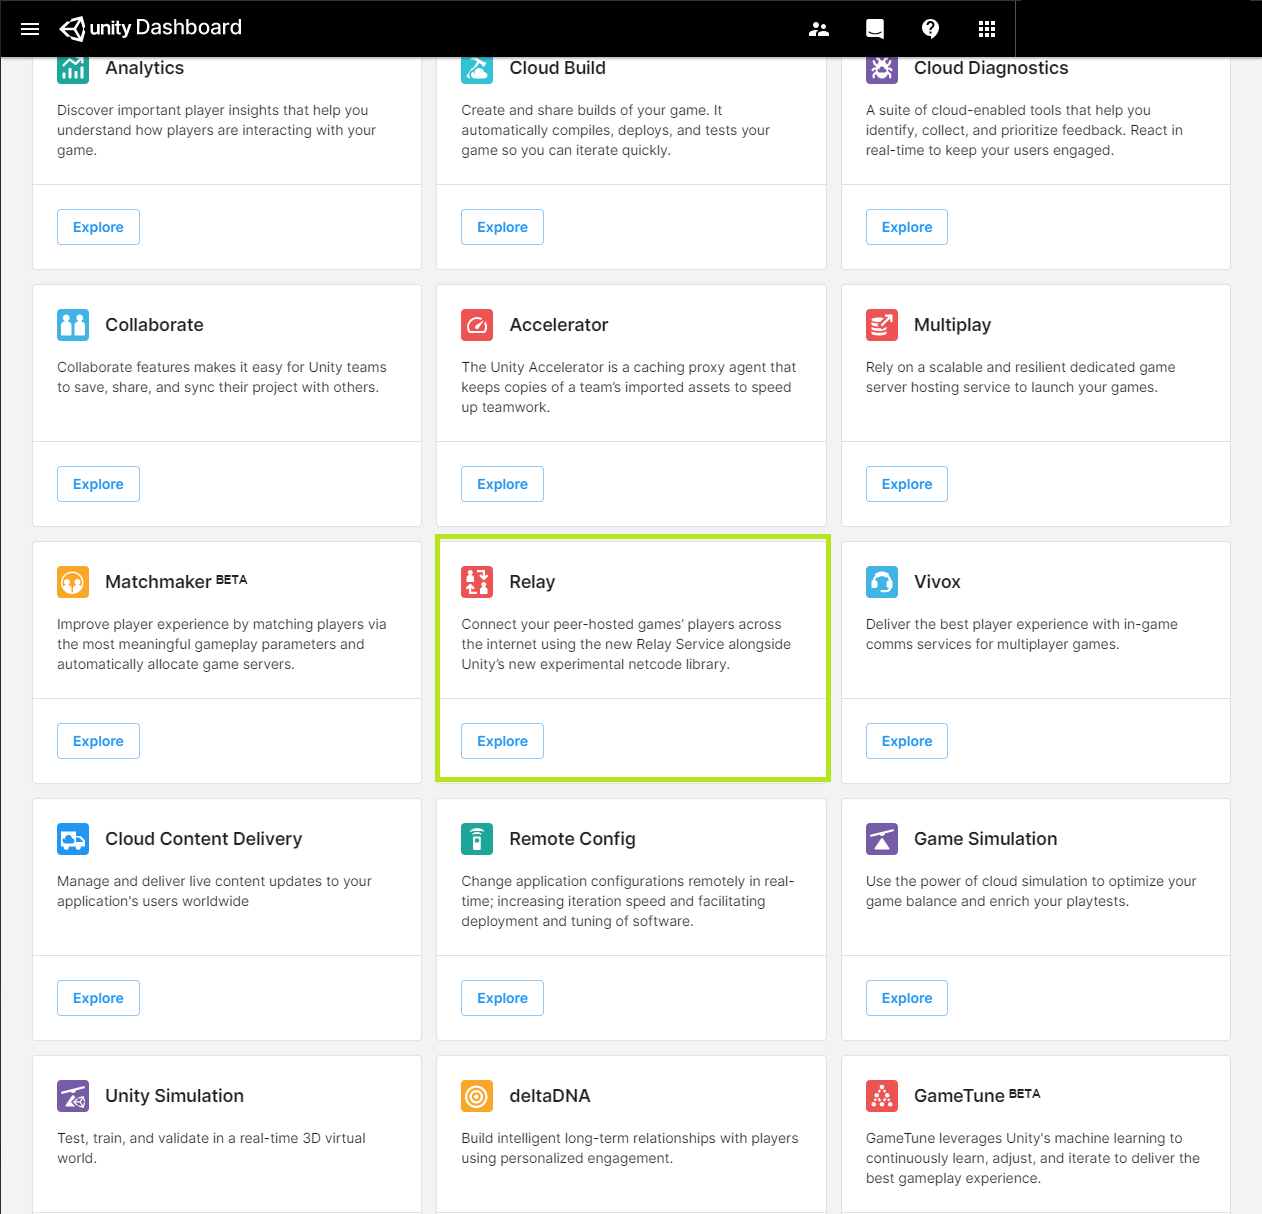 unity Dashboard
Analytics
Discover important player insights that help you
understand how players are interacting with your
game.
Explore
Cloud Build
Create and share builds of your game. It
automatically compiles, deploys, and tests your
game so you can iterate quickly.
Explore
Cloud Diagnostics
A suite of cloud-enabled tools that help you
identify, collect, and prioritize feedback. React in
real-time to keep your users engaged.
Explore
Collaborate
Collaborate features makes it easy for Unity teams
to save, share, and sync their project with others.
Explore
Accelerator
The Unity Accelerator is a caching proxy agent that
keeps copies of a team’s imported assets to speed
up teamwork.
Explore
Multiplay
Rely on a scalable and resilient dedicated game
server hosting service to launch your games.
Explore
Matchmaker BETA
Improve player experience by matching players via
the most meaningful gameplay parameters and
automatically allocate game servers.
Explore
Relay
Connect your peer-hosted games’ players across
the internet using the new Relay Service alongside
Unity’s new experimental netcode library.
Explore
Vivox
Deliver the best player experience with in-game
comms services for multiplayer games.
Explore
Cloud Content Delivery
Manage and deliver live content updates to your
application's users worldwide
Explore
Remote Config
Change application configurations remotely in real-
time; increasing iteration speed and facilitating
deployment and tuning of software.
Explore
Game Simulation
Use the power of cloud simulation to optimize your
game balance and enrich your playtests.
Explore
Unity Simulation
Test, train, and validate in a real-time 3D virtual
world.
deltaDNA
Build intelligent long-term relationships with players
using personalized engagement.
GameTune BETA
GameTune leverages Unity's machine learning to
continuously learn, adjust, and iterate to deliver the
best gameplay experience.